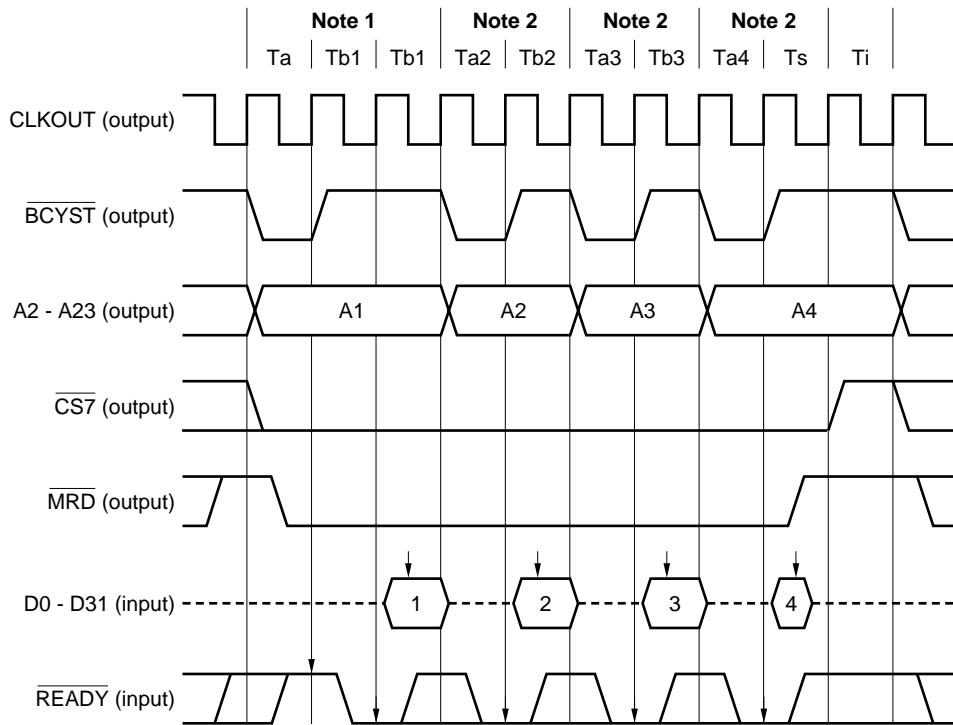 Note 1 Note 2 Note 2 Note 2
Ta Tb1 Tb1 Ta2 Tb2 Ta3 Tb3 Ta4 Ts Ti
CLKOUT (output)
BCYST (output)
A2 - A23 (output) A1 A2 A3 A4
CS7 (output)
MRD (output)
D0 - D31 (input) 1 2 3 4
READY (input)